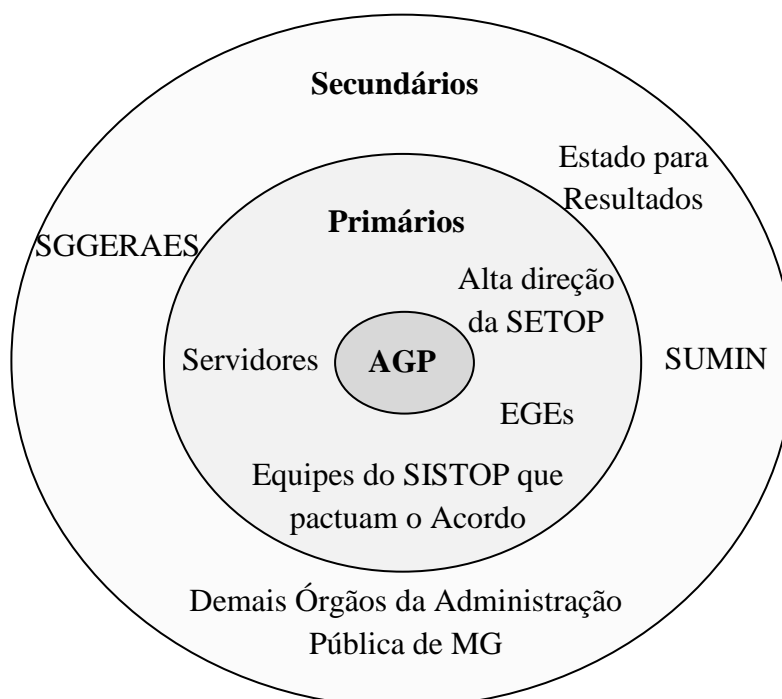 Secundários
Estado para
Resultados
Primários
SGGERAES
Alta direção
da SETOP
Servidores
AGP
SUMIN
EGEs
Equipes do SISTOP que
pactuam o Acordo
Demais Órgãos da Administração
Pública de MG